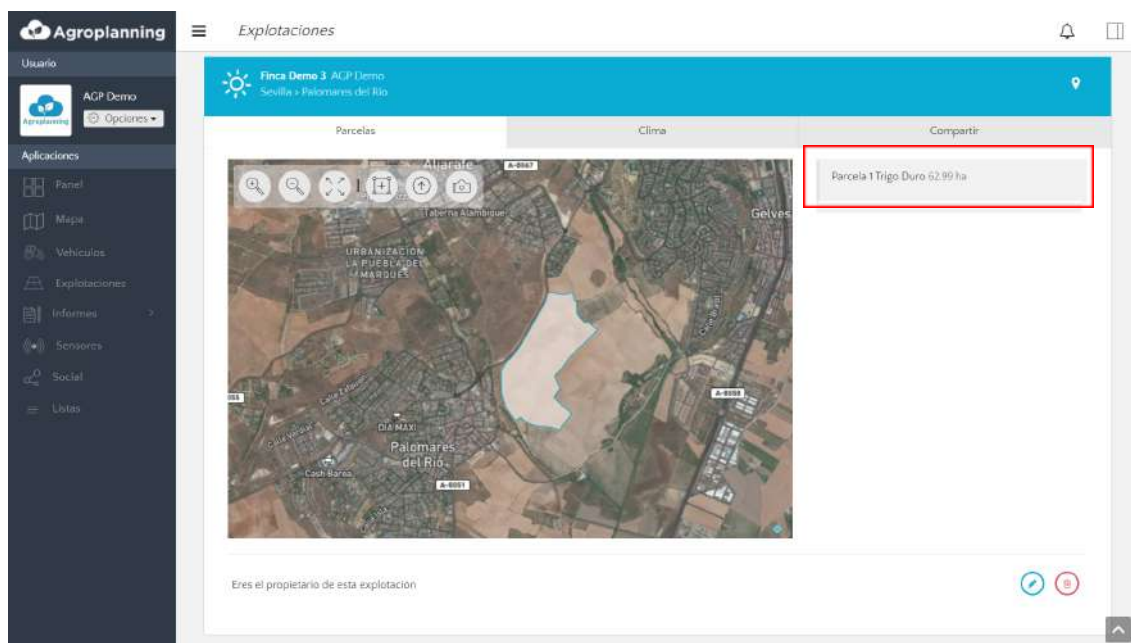 Agroplanning
Explotaciones
Usuario
AGP Demo
Opciones
Agroplanning
Aplicaciones
Panel
Mapa
Vehiculos
Explotaciones
Informes
Sensores
Social
Listas
Finca Demo 3 AGP Demo
Sevilla » Palomares del Rio
Parcelas
Clima
Compartir
Parcela 1 Trigo Duro 62.99 ha
Aljarafe
A-8067
Taberna Alambique
Gelves
URBANIZACIÓN
LA PUEBLA DEL
MARQUÉS
A-8058
DIA MAXI
Palomares
del Río
Cash Barea
A-8051
Eres el propietario de esta explotación